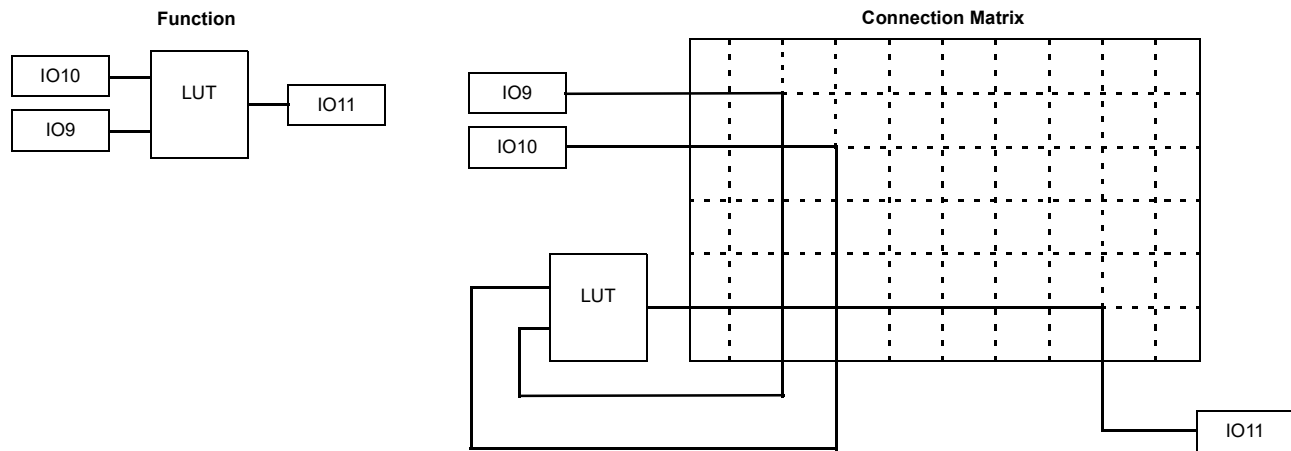 Function
IO10
LUT
IO11
IO9
Connection Matrix
IO9
IO10
LUT
IO11